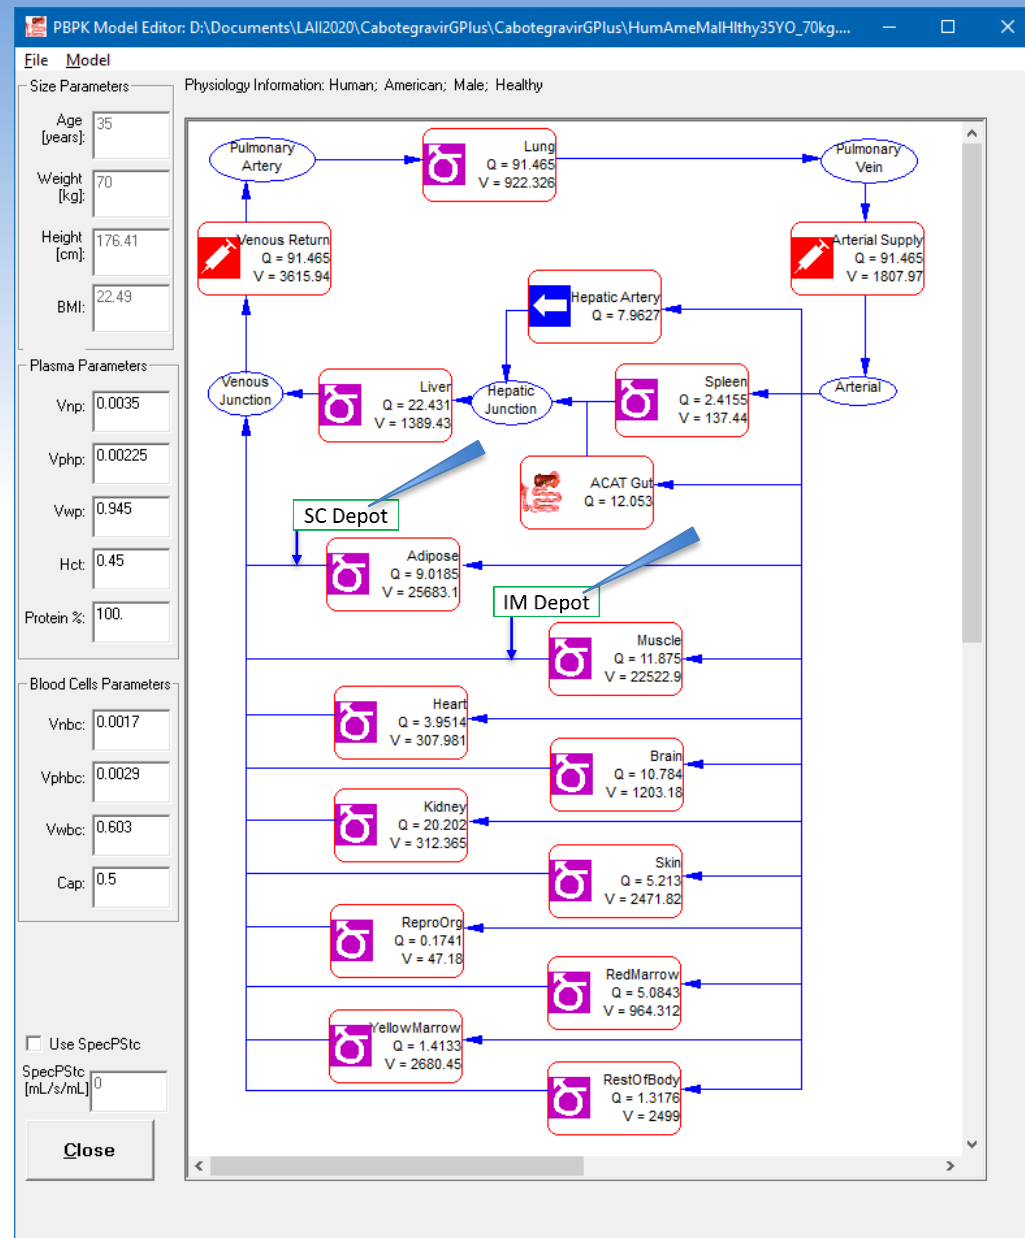 PBPK Model Editor: D:\Documents\LAII2020\CabotegravirGPlus\CabotegravirGPlus\HumAmeMalHlthy35YO_70kg....
File Model
Size Parameters
Age [years]: 35
Weight [kg]: 70
Height [cm]: 176.41
BMI: 22.49
Plasma Parameters
Vnp: 0.0035
Vphp: 0.00225
Vwp: 0.945
Hct: 0.45
Protein %: 100.
Blood Cells Parameters
Vnbc: 0.0017
Vphbc: 0.0029
Vwbc: 0.603
Cap: 0.5
Use SpecPStc
SpecPStc [mL/s/mL] 0
Close
Physiology Information: Human; American; Male; Healthy
Pulmonary
Artery
Lung
Q = 91.465
V = 922.326
Pulmonary
Vein
Venous Return
Q = 91.465
V = 3615.94
Arterial Supply
Q = 91.465
V = 1807.97
Hepatic Artery
Q = 7.9627
Venous
Junction
Liver
Q = 22.431
V = 1389.43
Hepatic
Junction
Spleen
Q = 2.4155
V = 137.44
Arterial
ACAT Gut
Q = 12.053
SC Depot
Adipose
Q = 9.0185
V = 25683.1
IM Depot
Muscle
Q = 11.875
V = 22522.9
Heart
Q = 3.9514
V = 307.981
Brain
Q = 10.784
V = 1203.18
Kidney
Q = 20.202
V = 312.365
Skin
Q = 5.213
V = 2471.82
ReproOrg
Q = 0.1741
V = 47.18
RedMarrow
Q = 5.0843
V = 964.312
YellowMarrow
Q = 1.4133
V = 2680.45
RestOfBody
Q = 1.3176
V = 2499